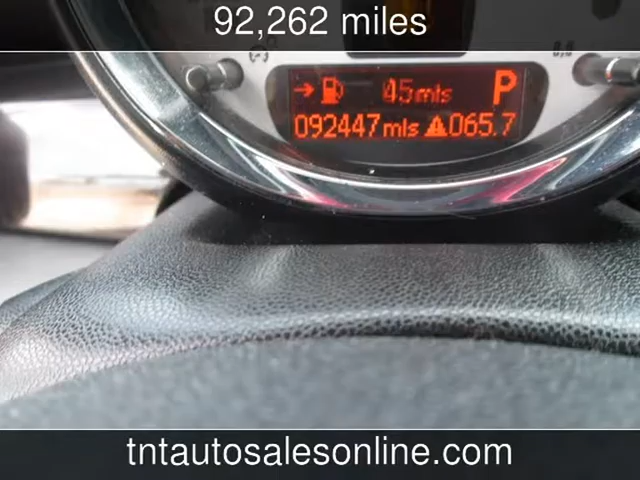 92,262 miles
→ 45mls P
092447mls 065.7
tntautosalesonline.com